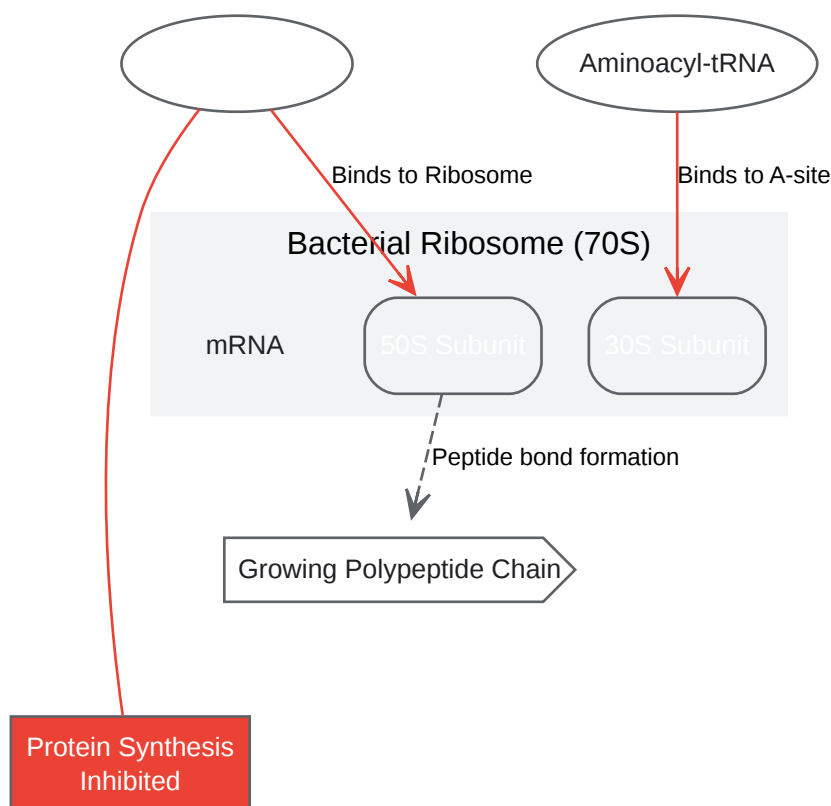 Aminoacyl-tRNA
Binds to Ribosome
Binds to A-site
Bacterial Ribosome (70S)
mRNA
50S Subunit
30S Subunit
Peptide bond formation
Growing Polypeptide Chain
Protein Synthesis
Inhibited